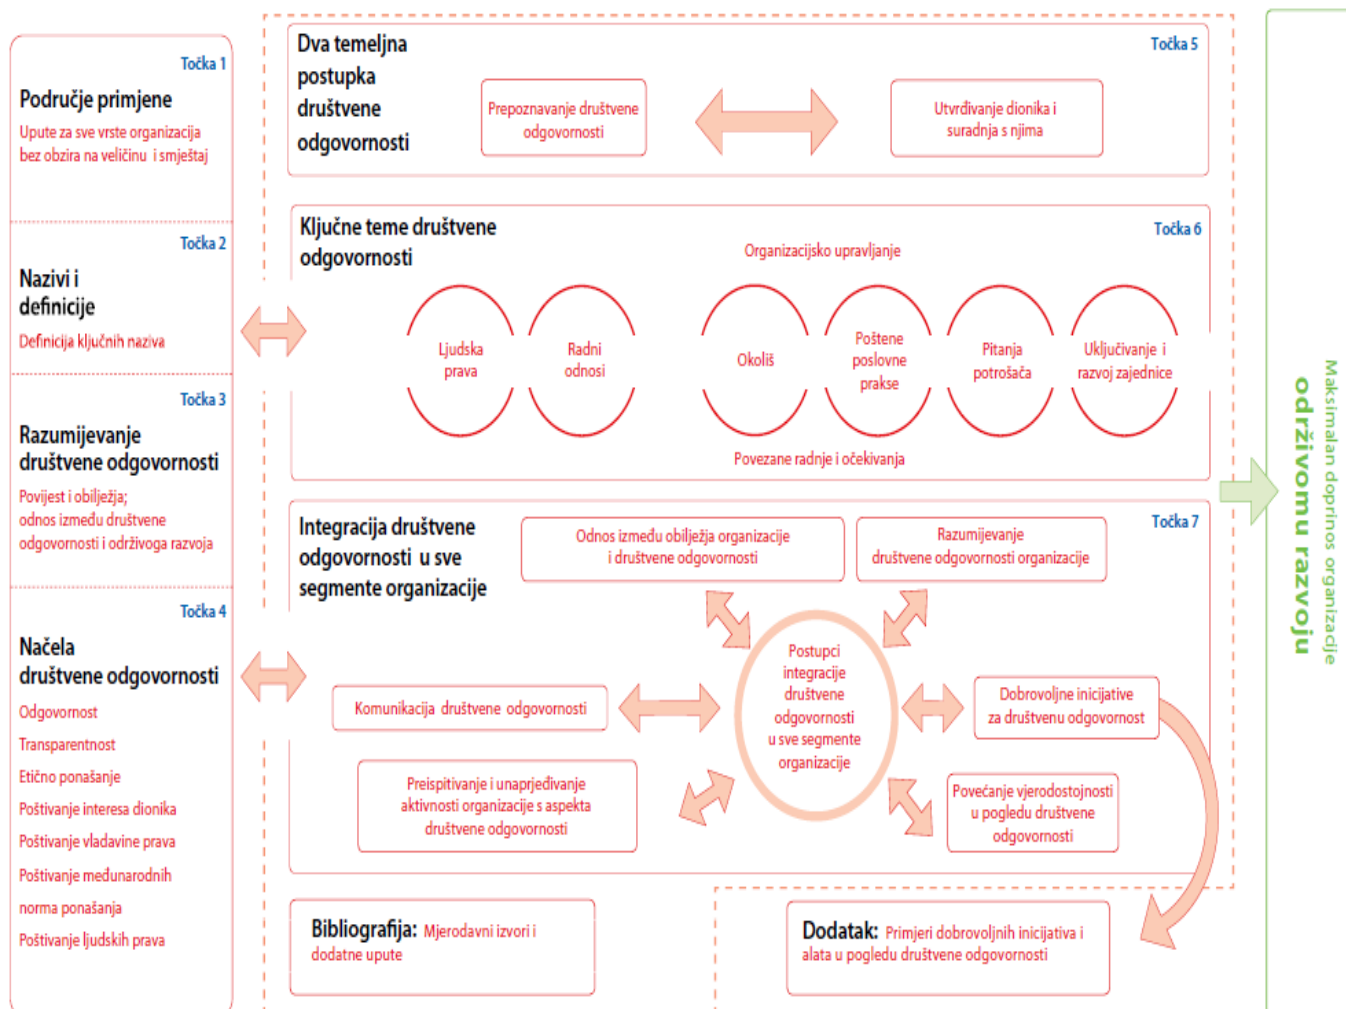 Točka 1
Područje primjene
Upute za sve vrste organizacija
bez obzira na veličinu i smještaj
Točka 2
Nazivi i
definicije
Definicija ključnih naziva
Točka 3
Razumijevanje
društvene odgovornosti
Povijest i obilježja;
odnos između društvene
odgovornosti i održivoga razvoja
Točka 4
Načela
društvene odgovornosti
Odgovornost
Transparentnost
Etično ponašanje
Poštivanje interesa dionika
Poštivanje vladavine prava
Poštivanje međunarodnih
norma ponašanja
Poštivanje ljudskih prava
Dva temeljna
postupka
društvene
odgovornosti
Točka 5
Prepoznavanje društvene
odgovornosti
Utvrđivanje dionika i
suradnja s njima
Ključne teme društvene
odgovornosti
Točka 6
Organizacijsko upravljanje
Ljudska
prava
Radni
odnosi
Okoliš
Poštene
poslovne
prakse
Pitanja
potrošača
Uključivanje i
razvoj zajednice
Povezane radnje i očekivanja
Integracija društvene
odgovornosti u sve
segmente organizacije
Točka 7
Odnos između obilježja organizacije
i društvene odgovornosti
Razumijevanje
društvene odgovornosti organizacije
Postupci
integracije
društvene
odgovornosti
u sve segmente
organizacije
Komunikacija društvene odgovornosti
Dobrovoljne inicijative
za društvenu odgovornost
Preispitivanje i unaprjeđivanje
aktivnosti organizacije s aspekta
društvene odgovornosti
Povećanje vjerodostojnosti
u pogledu društvene
odgovornosti
Bibliografija: Mjerodavni izvori i
dodatne upute
Dodatak: Primjeri dobrovoljnih inicijativa i
alata u pogledu društvene odgovornosti
Maksimalan doprinos organizacije
održivomu razvoju